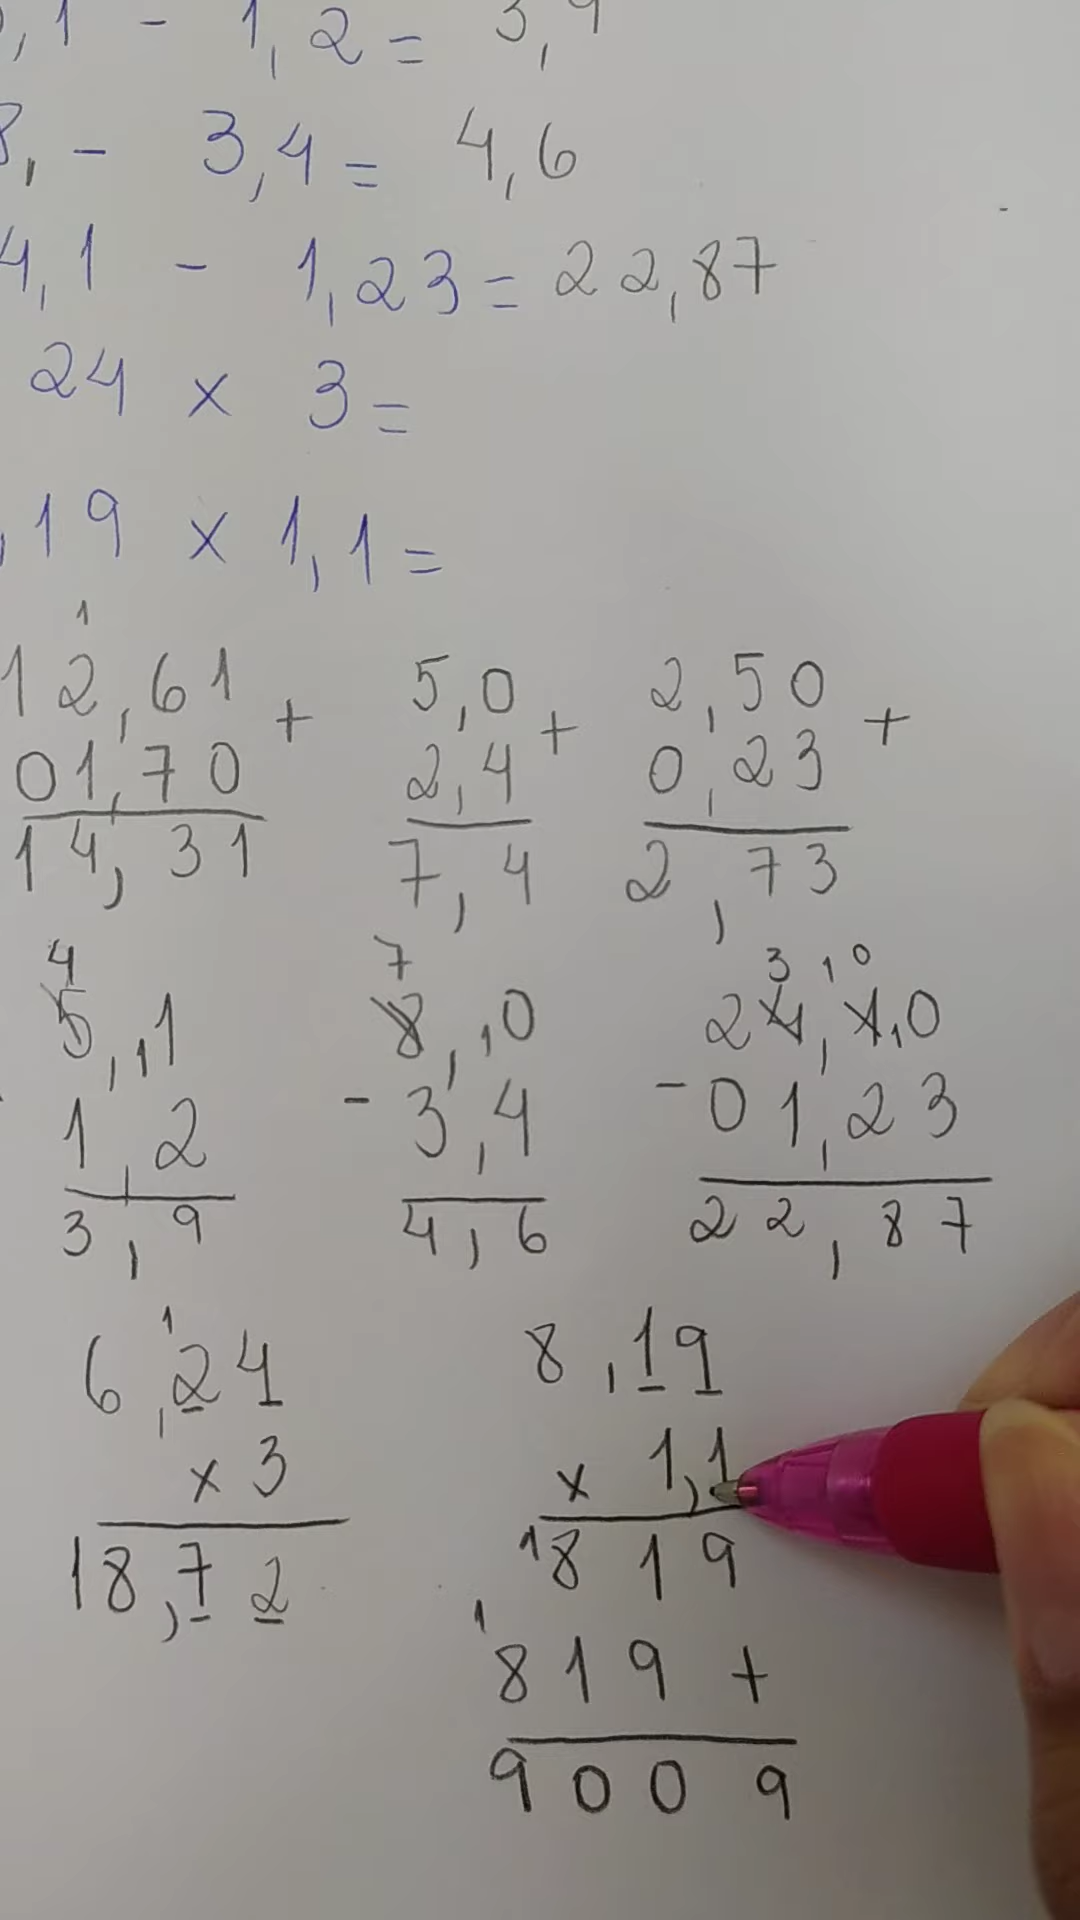 ,1 - 1,2 = 3,9
8, - 3,4 = 4,6
4,1 - 1,23 = 22,87
24 x 3 =
,19 x 1,1 =
1
12,61 + 5,0 + 2,50 +
01,70 2,4 0,23
14,31 7,4 2,73
4 7 3 10
5,,1 8,,0 24,1,0
1,2 - 3,4 - 01,23
3,9 4,6 22,87
1
6,24 8,19
x 3 x 1,1
18,72 1819
1
819 +
9009